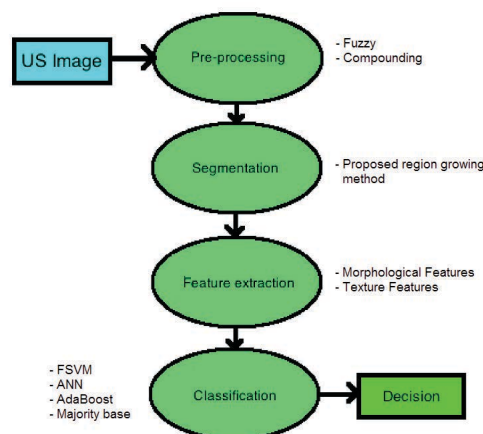 US Image
Pre-processing
- Fuzzy
- Compounding
Segmentation
- Proposed region growing
method
Feature extraction
- Morphological Features
- Texture Features
- FSVM
- ANN
- AdaBoost
- Majority base
Classification
Decision